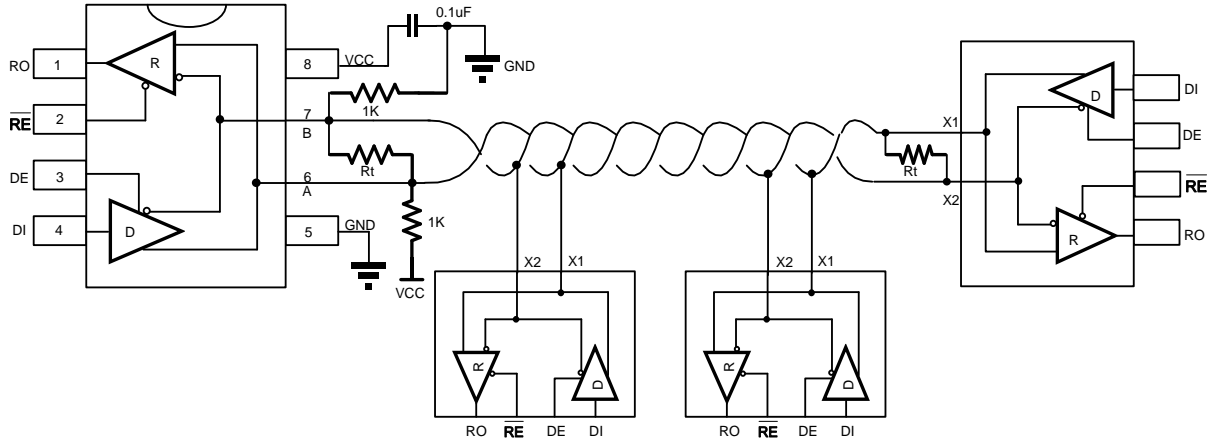 0.1uF
RO 1 R 8 VCC GND
1K
RE 2 7
B
DE 3 Rt
6
A
DI 4 D 5 GND 1K
VCC
X1 D DI
DE
Rt
X2 RE
R RO
X2 X1
R D
RO RE DE DI
X2 X1
R D
RO RE DE DI